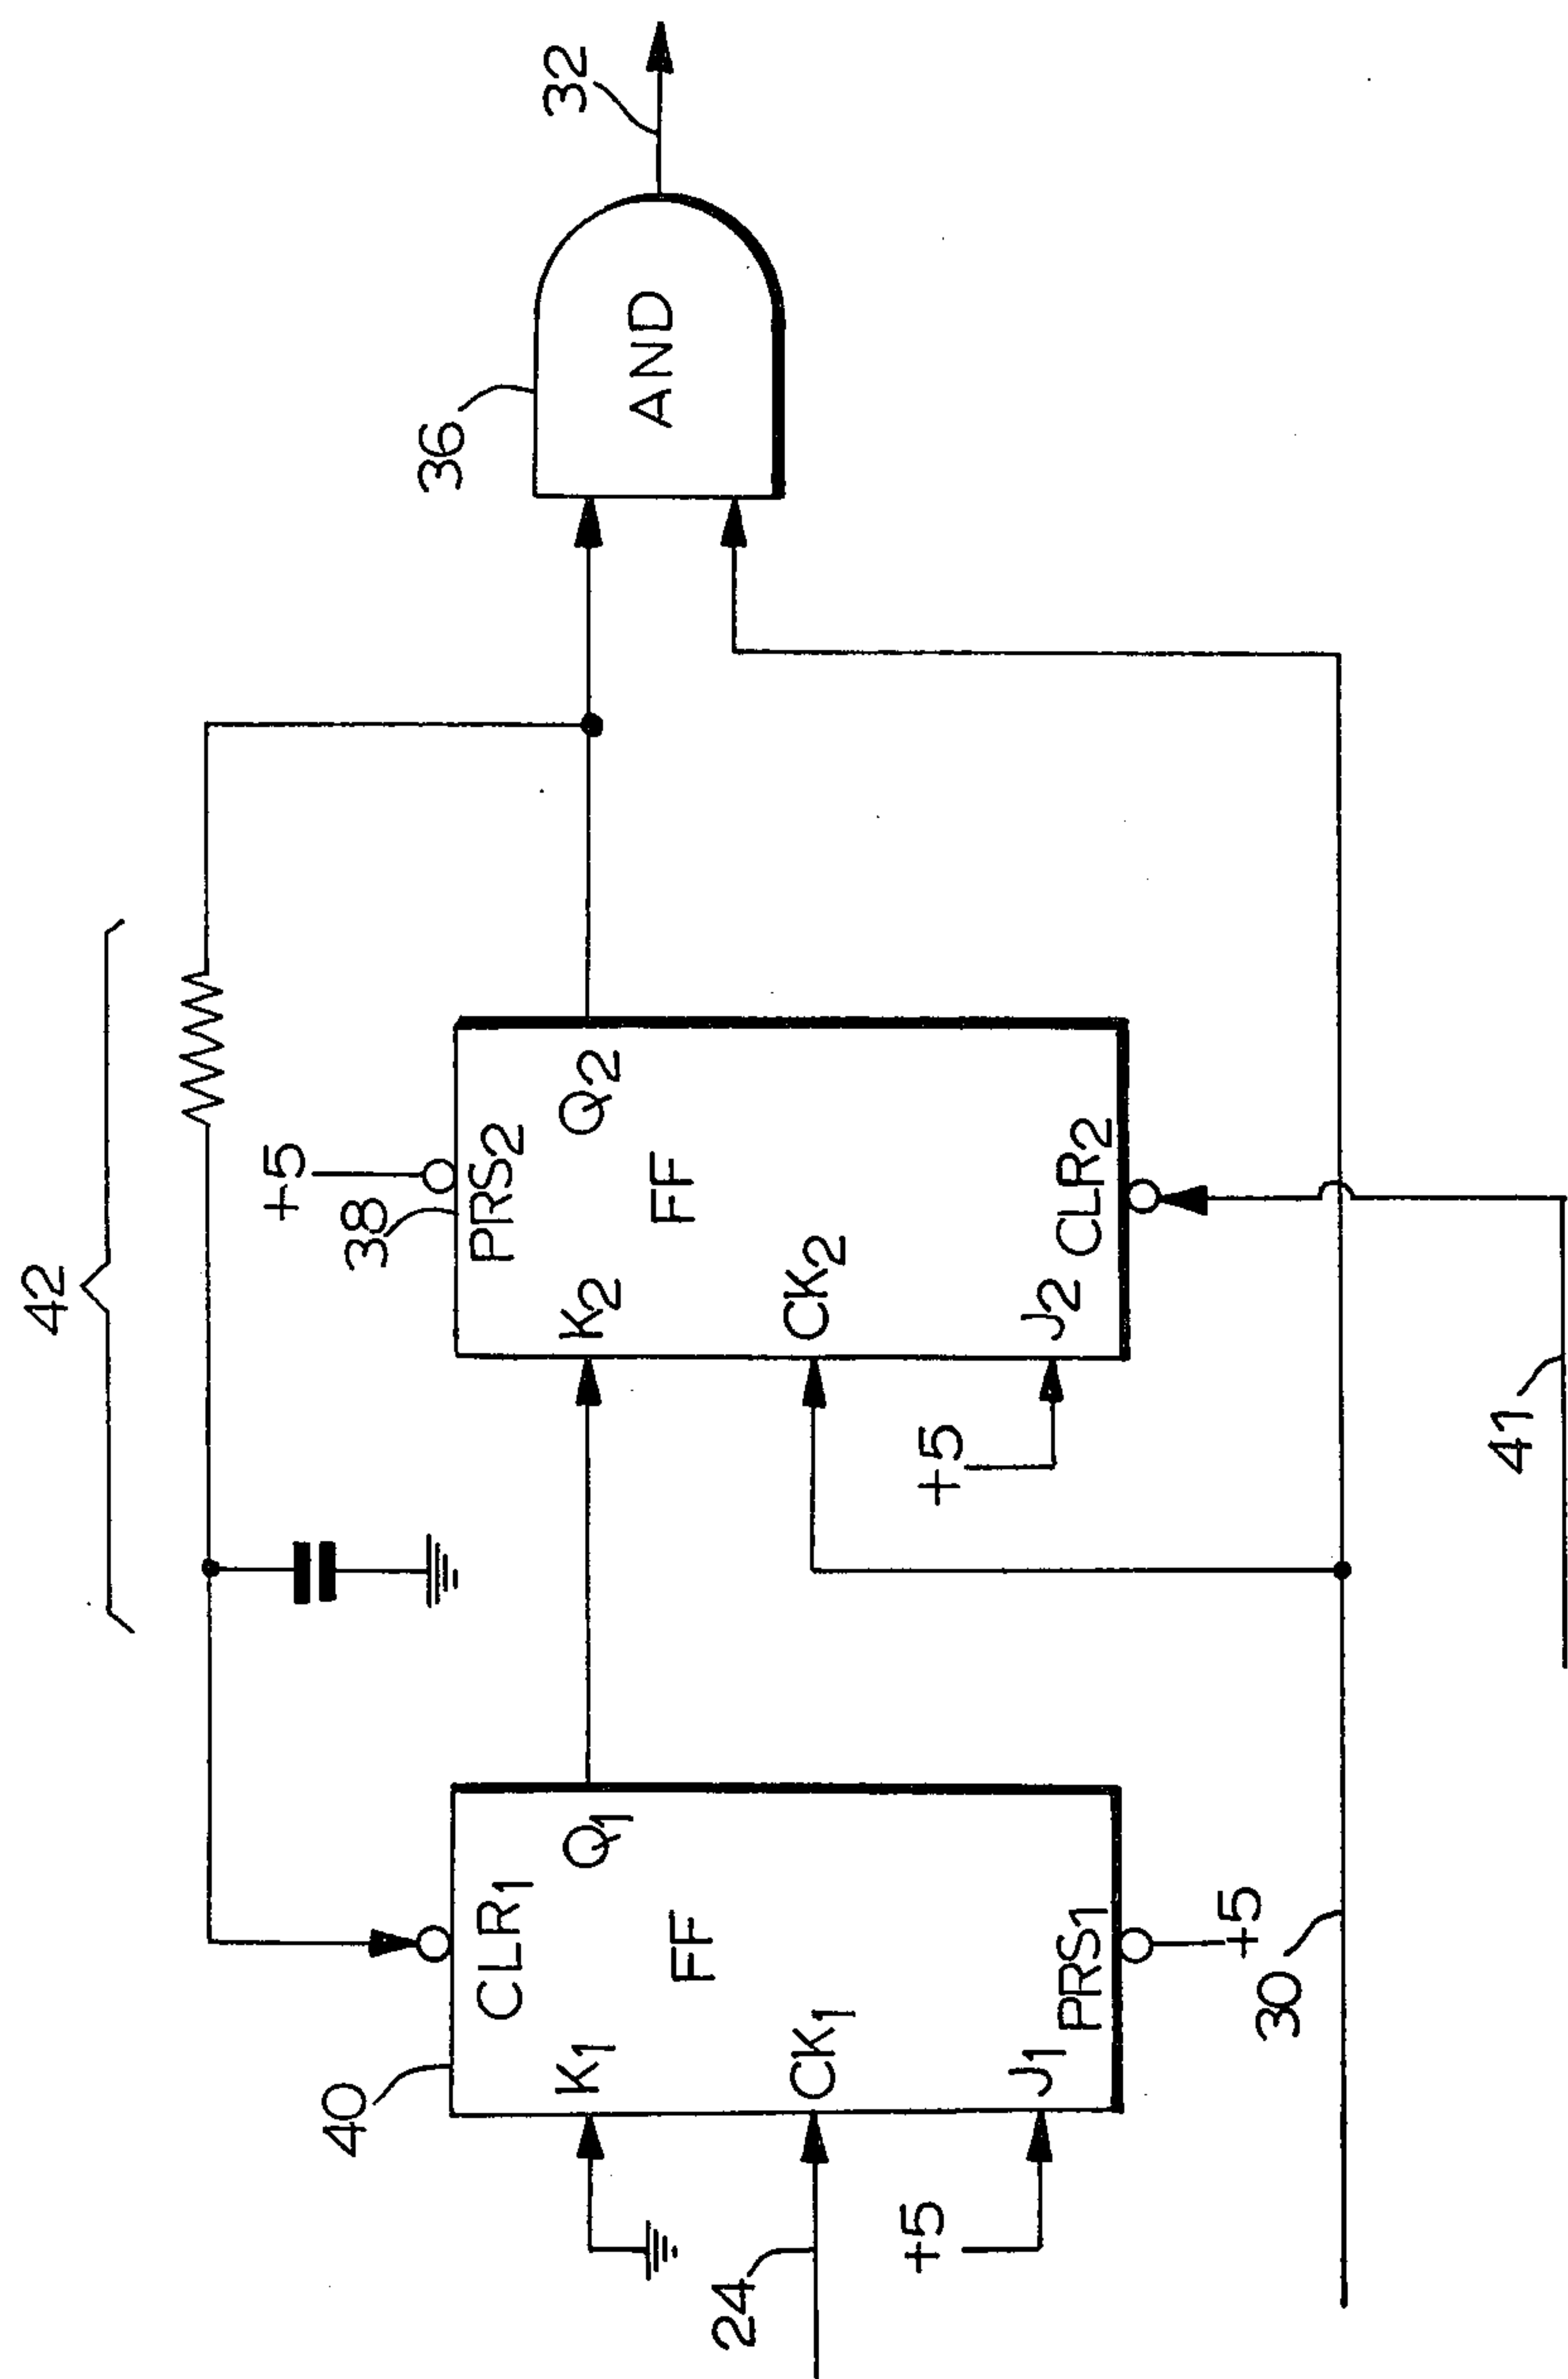 42
+5
38
PRS2
K2
Q2
FF
CK2
J2
CLR2
+5
36
AND
32
40
CLR1
K1
Q1
FF
CK1
J1
PRS1
24
+5
+5
30
41